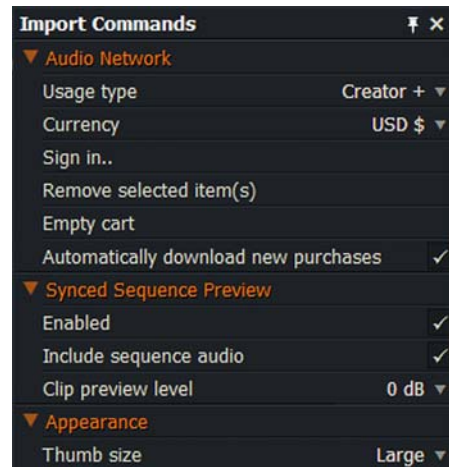 Import Commands
Audio Network
Usage type Creator +
Currency USD $
Sign in..
Remove selected item(s)
Empty cart
Automatically download new purchases
Synced Sequence Preview
Enabled
Include sequence audio
Clip preview level 0 dB
Appearance
Thumb size Large